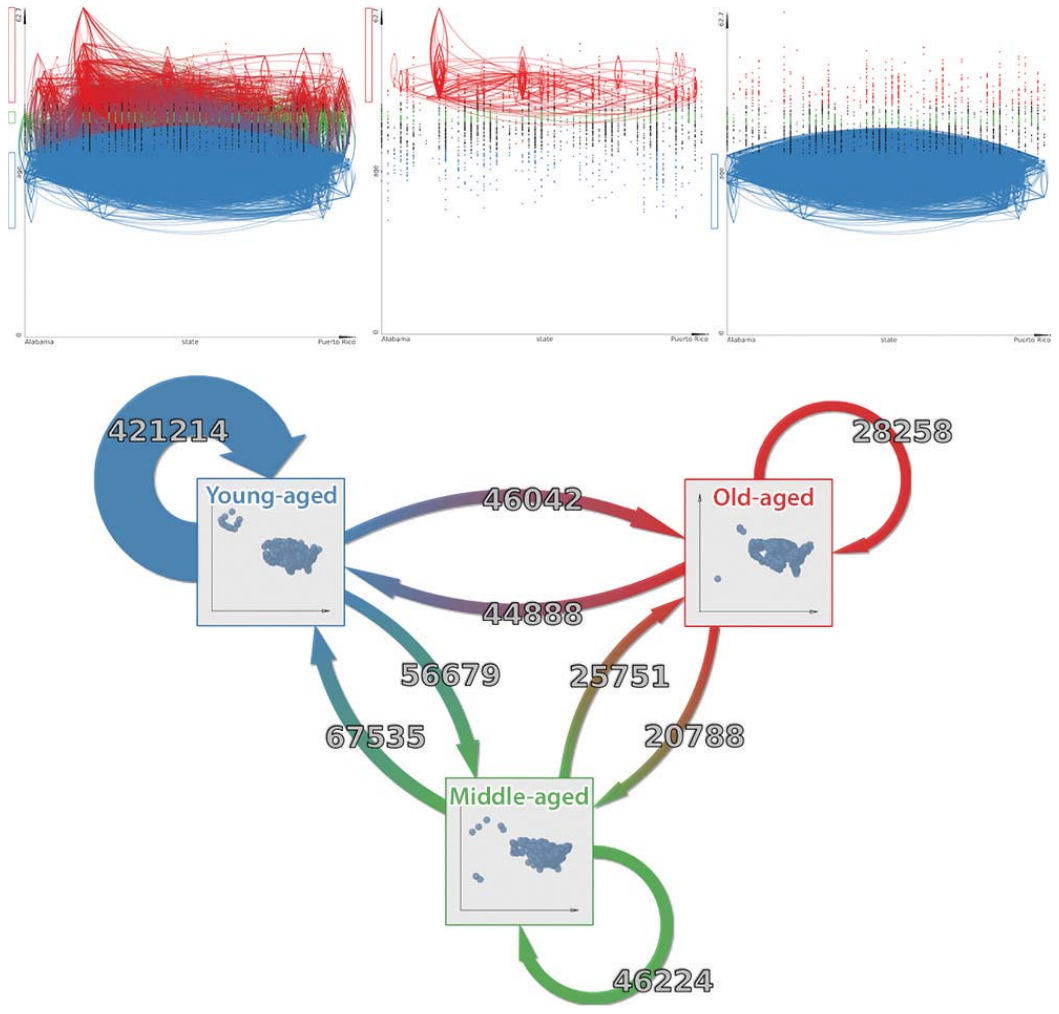 62.7
age
0
Alabama state Puerto Rico
62.7
age
0
Alabama state Puerto Rico
62.7
age
0
Alabama state Puerto Rico
421214
28258
Young-aged
Old-aged
46042
44888
56679
25751
67535
20788
Middle-aged
46224